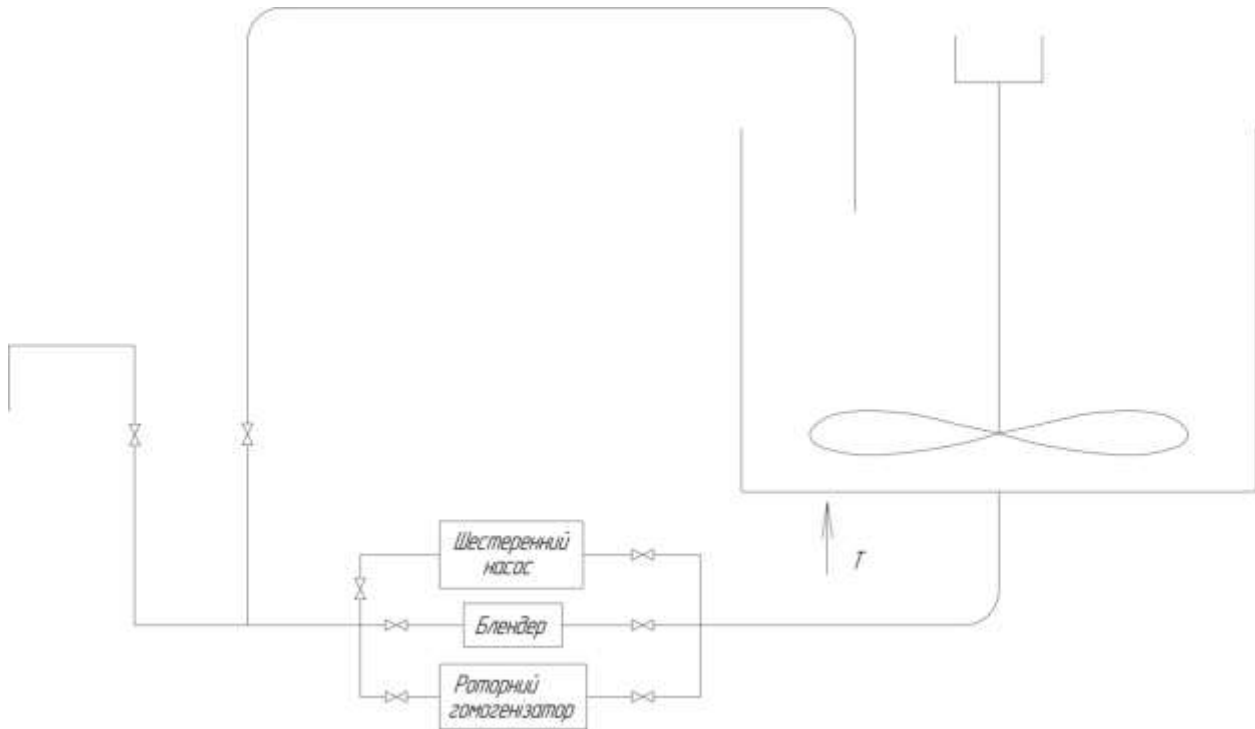 Шестеренний
насос
T
Блендер
Роторний
гомогенізатор